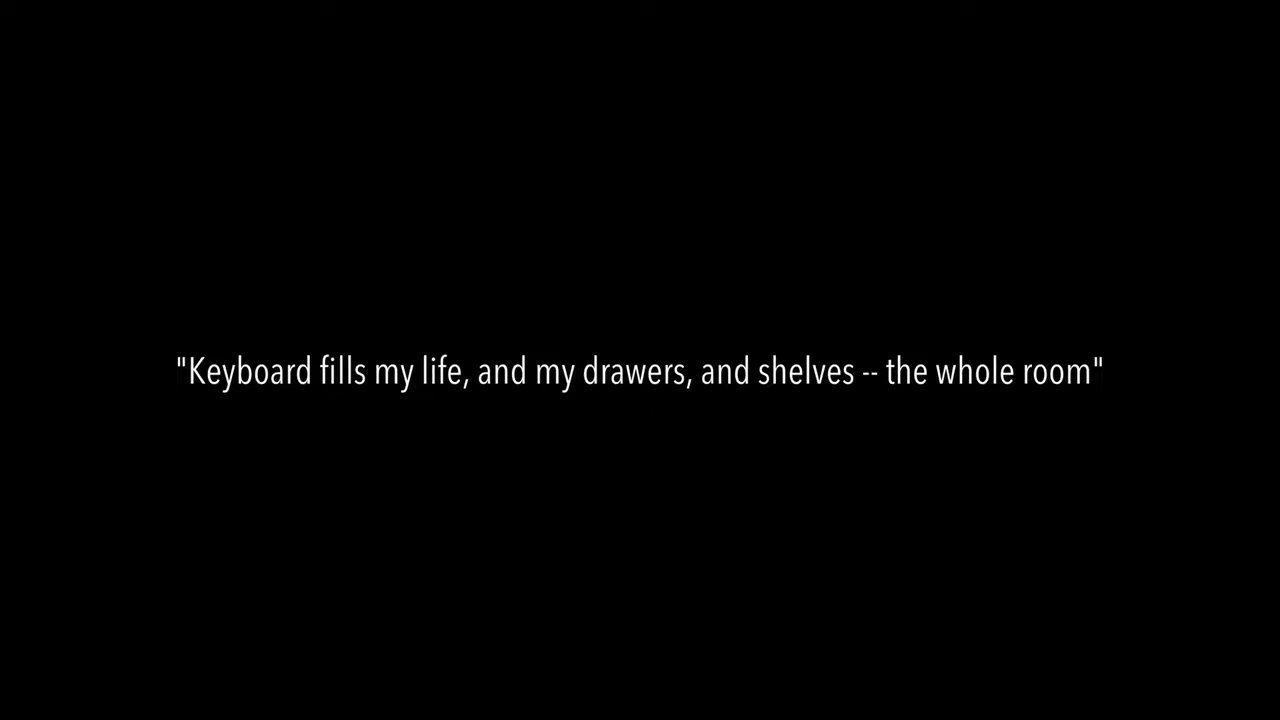 "Keyboard fills my life, and my drawers, and shelves -- the whole room"